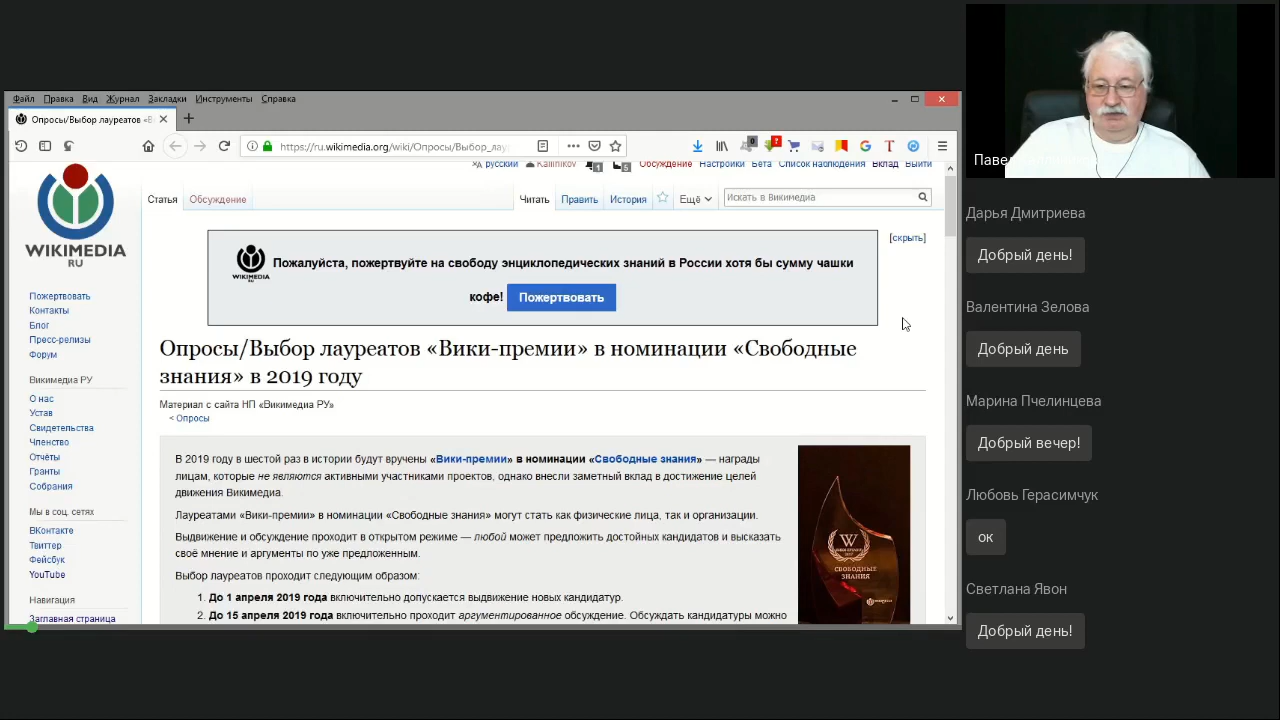 Файл Правка Вид Журнал Закладки Инструменты Справка
Опросы/Выбор лауреатов «В
https://ru.wikimedia.org/wiki/Опросы/Выбор_лау
русский Kalinikov 1 5 Обсуждение Настройки Бета Список наблюдения Вклад Выйти
Статья Обсуждение Читать Править История Ещё Искать в Викимедиа
WIKIMEDIA
RU
[скрыть]
WIKIMEDIA
RU
Пожалуйста, пожертвуйте на свободу энциклопедических знаний в России хотя бы сумму чашки
кофе! Пожертвовать
Пожертвовать
Контакты
Блог
Пресс-релизы
Форум
Викимедиа РУ
О нас
Устав
Свидетельства
Членство
Отчёты
Гранты
Собрания
Мы в соц. сетях
ВКонтакте
Твиттер
Фейсбук
YouTube
Навигация
Заглавная страница
Опросы/Выбор лауреатов «Вики-премии» в номинации «Свободные
знания» в 2019 году
Материал с сайта НП «Викимедиа РУ»
< Опросы
В 2019 году в шестой раз в истории будут вручены «Вики-премии» в номинации «Свободные знания» — награды
лицам, которые не являются активными участниками проектов, однако внесли заметный вклад в достижение целей
движения Викимедиа.
Лауреатами «Вики-премии» в номинации «Свободные знания» могут стать как физические лица, так и организации.
Выдвижение и обсуждение проходит в открытом режиме — любой может предложить достойных кандидатов и высказать
своё мнение и аргументы по уже предложенным.
Выбор лауреатов проходит следующим образом:
1. До 1 апреля 2019 года включительно допускается выдвижение новых кандидатур.
2. До 15 апреля 2019 года включительно проходит аргументированное обсуждение. Обсуждать кандидатуры можно
W
СВОБОДНЫЕ
ЗНАНИЯ
Дарья Дмитриева
Добрый день!
Валентина Зелова
Добрый день
Марина Пчелинцева
Добрый вечер!
Любовь Герасимчук
ок
Светлана Явон
Добрый день!